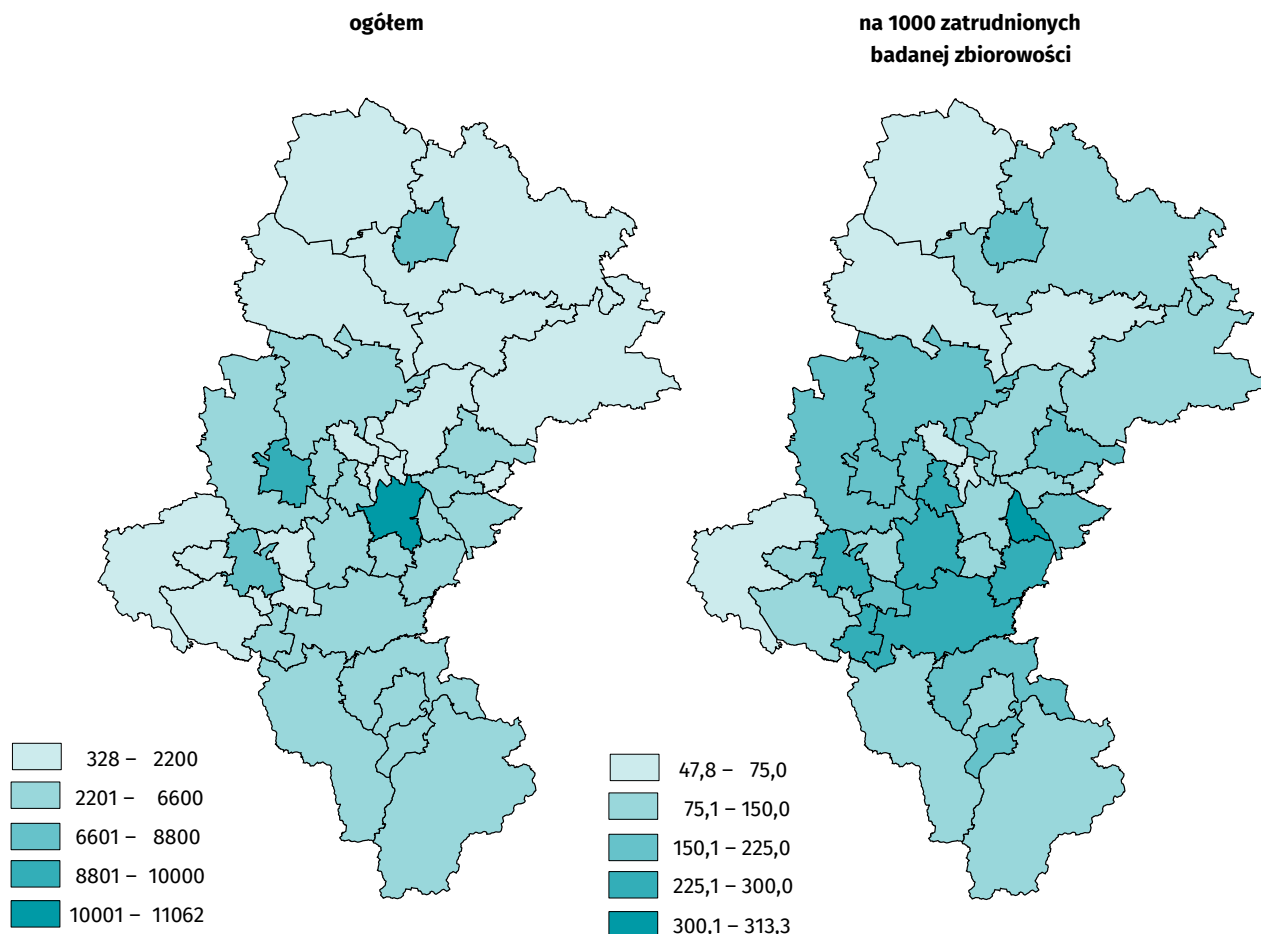 ogółem
na 1000 zatrudnionych
badanej zbiorowości
328 – 2200
2201 – 6600
6601 – 8800
8801 – 10000
10001 – 11062
47,8 – 75,0
75,1 – 150,0
150,1 – 225,0
225,1 – 300,0
300,1 – 313,3